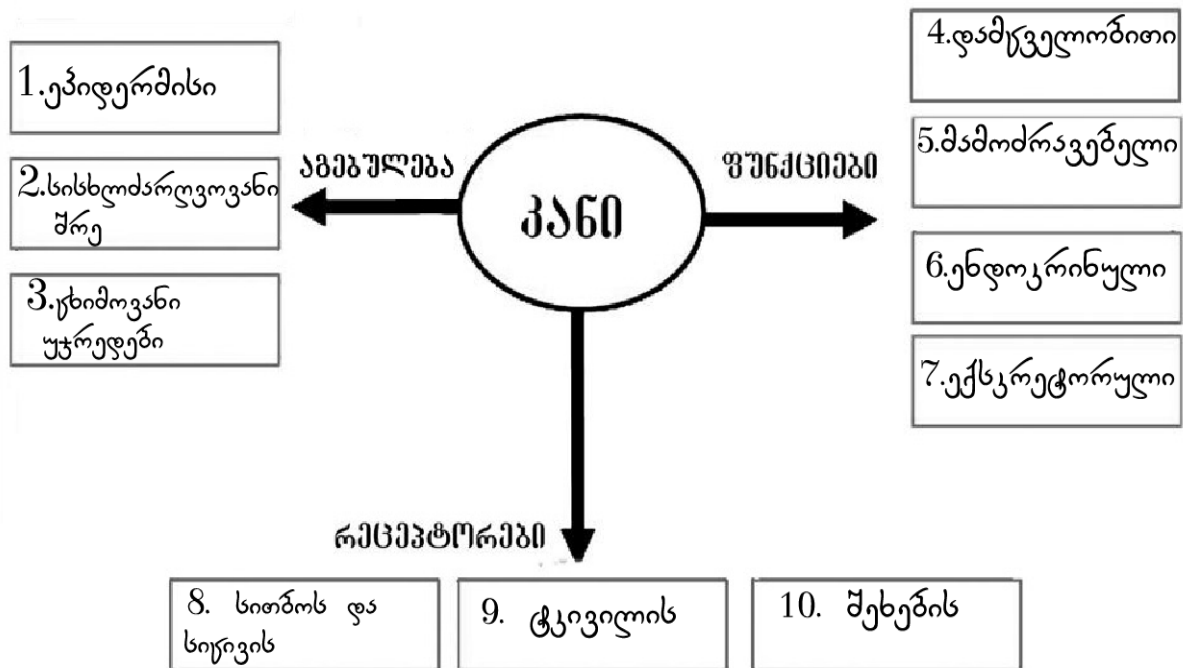 1.ეპიდერმისი
2.სისხლძარღვოვანი
შრე
3.ცხიმოვანი
უჯრედები
აგებულება
კანი
ფუნქციები
4.დამცველობითი
5.მამოძრავებელი
6.ენდოკრინული
7.ექსკრეტორული
რეცეპტორები
8. სითბოს და
სიცივის
9. ტკივილის
10. შეხების